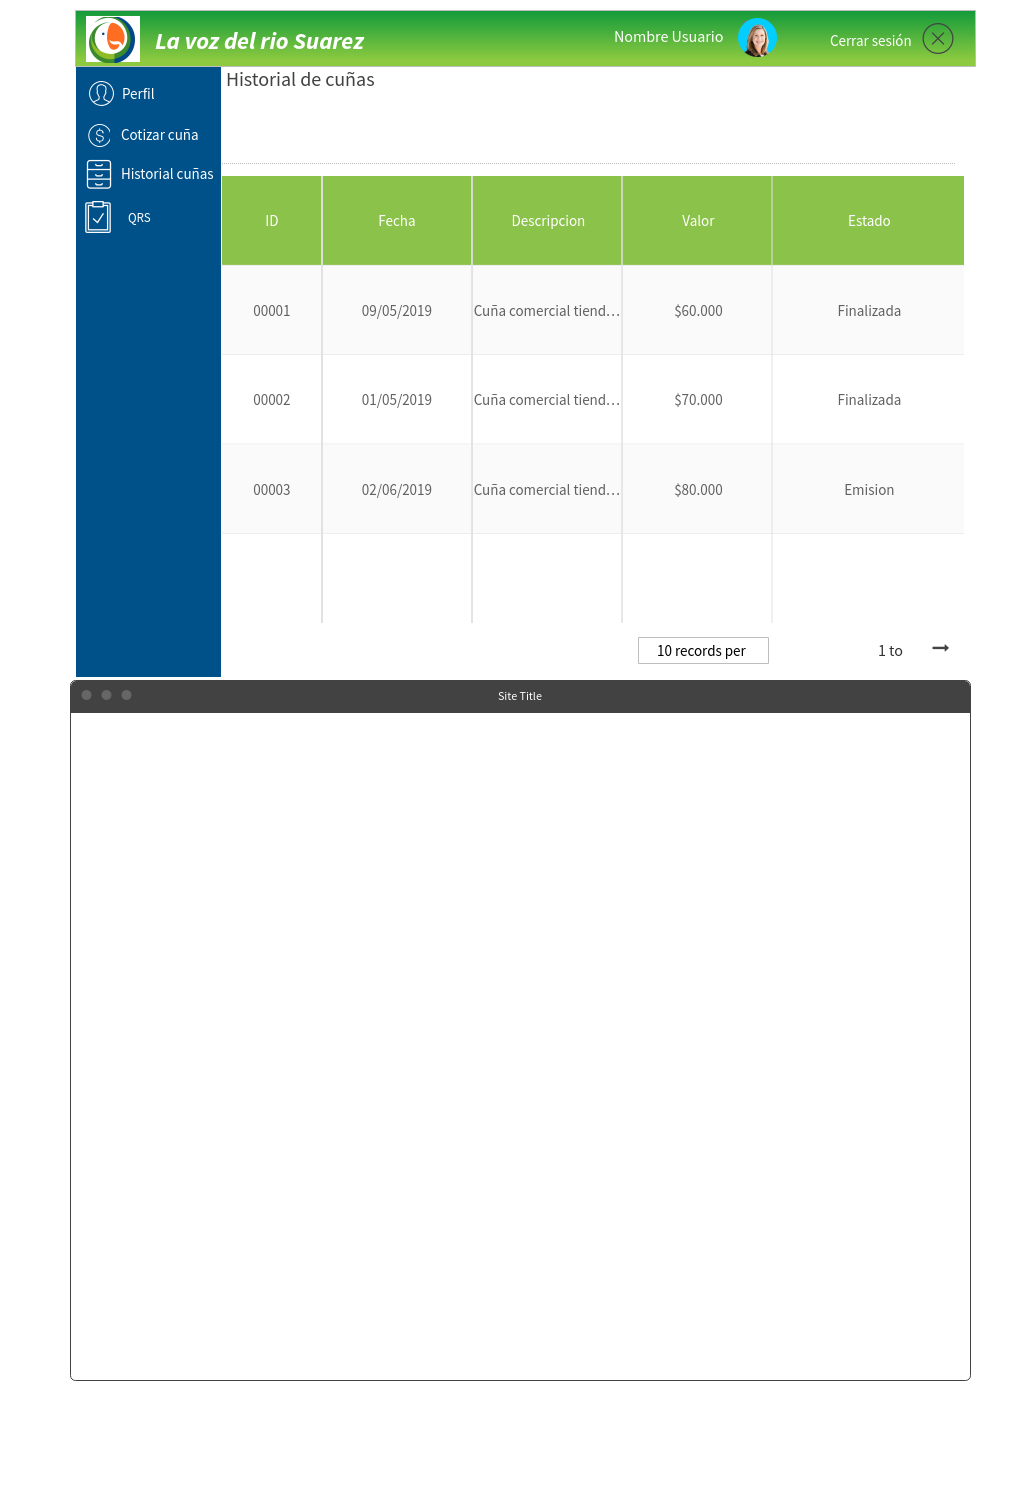 La voz del rio Suarez
Nombre Usuario
Cerrar sesión
Perfil
Cotizar cuña
Historial cuñas
QRS
Historial de cuñas
ID Fecha Descripcion Valor Estado
00001 09/05/2019 Cuña comercial tiend... $60.000 Finalizada
00002 01/05/2019 Cuña comercial tiend... $70.000 Finalizada
00003 02/06/2019 Cuña comercial tiend... $80.000 Emision
10 records per
1 to
Site Title